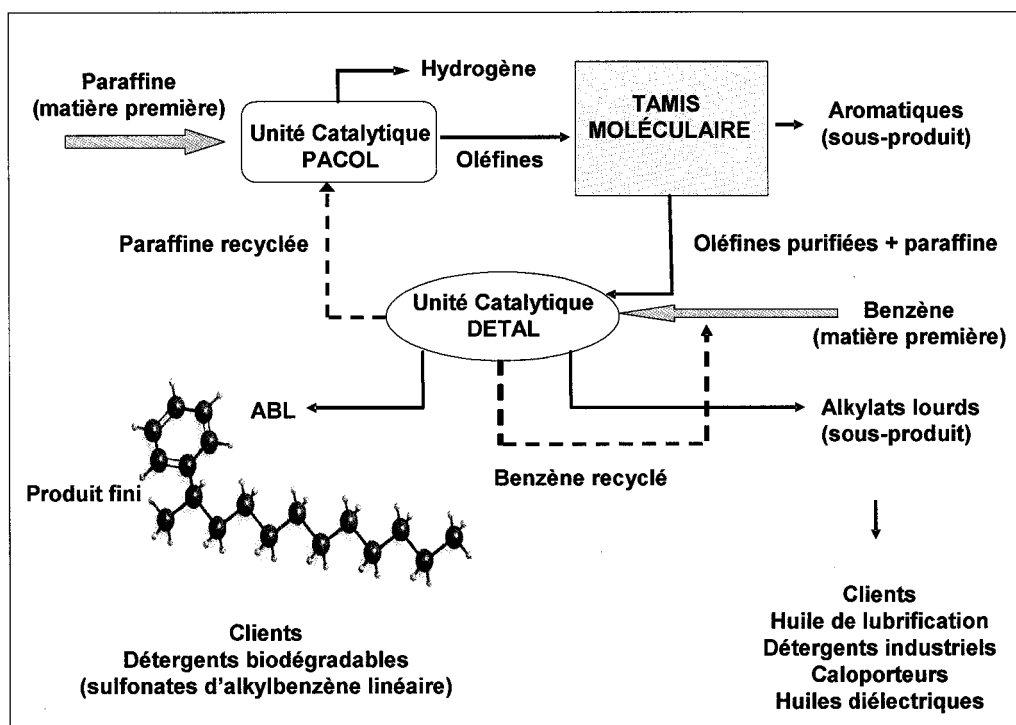 Hydrogène
Paraffine
(matière première)
TAMIS
MOLÉCULAIRE
Aromatiques
(sous-produit)
Unité Catalytique
PACOL
Oléfines
Paraffine recyclée
Oléfines purifiées + paraffine
Unité Catalytique
DETAL
Benzène
(matière première)
ABL
Alkylats lourds
(sous-produit)
Benzène recyclé
Produit fini
Clients
Détergents biodégradables
(sulfonates d'alkylbenzène linéaire)
Clients
Huile de lubrification
Détergents industriels
Caloporteurs
Huiles diélectriques